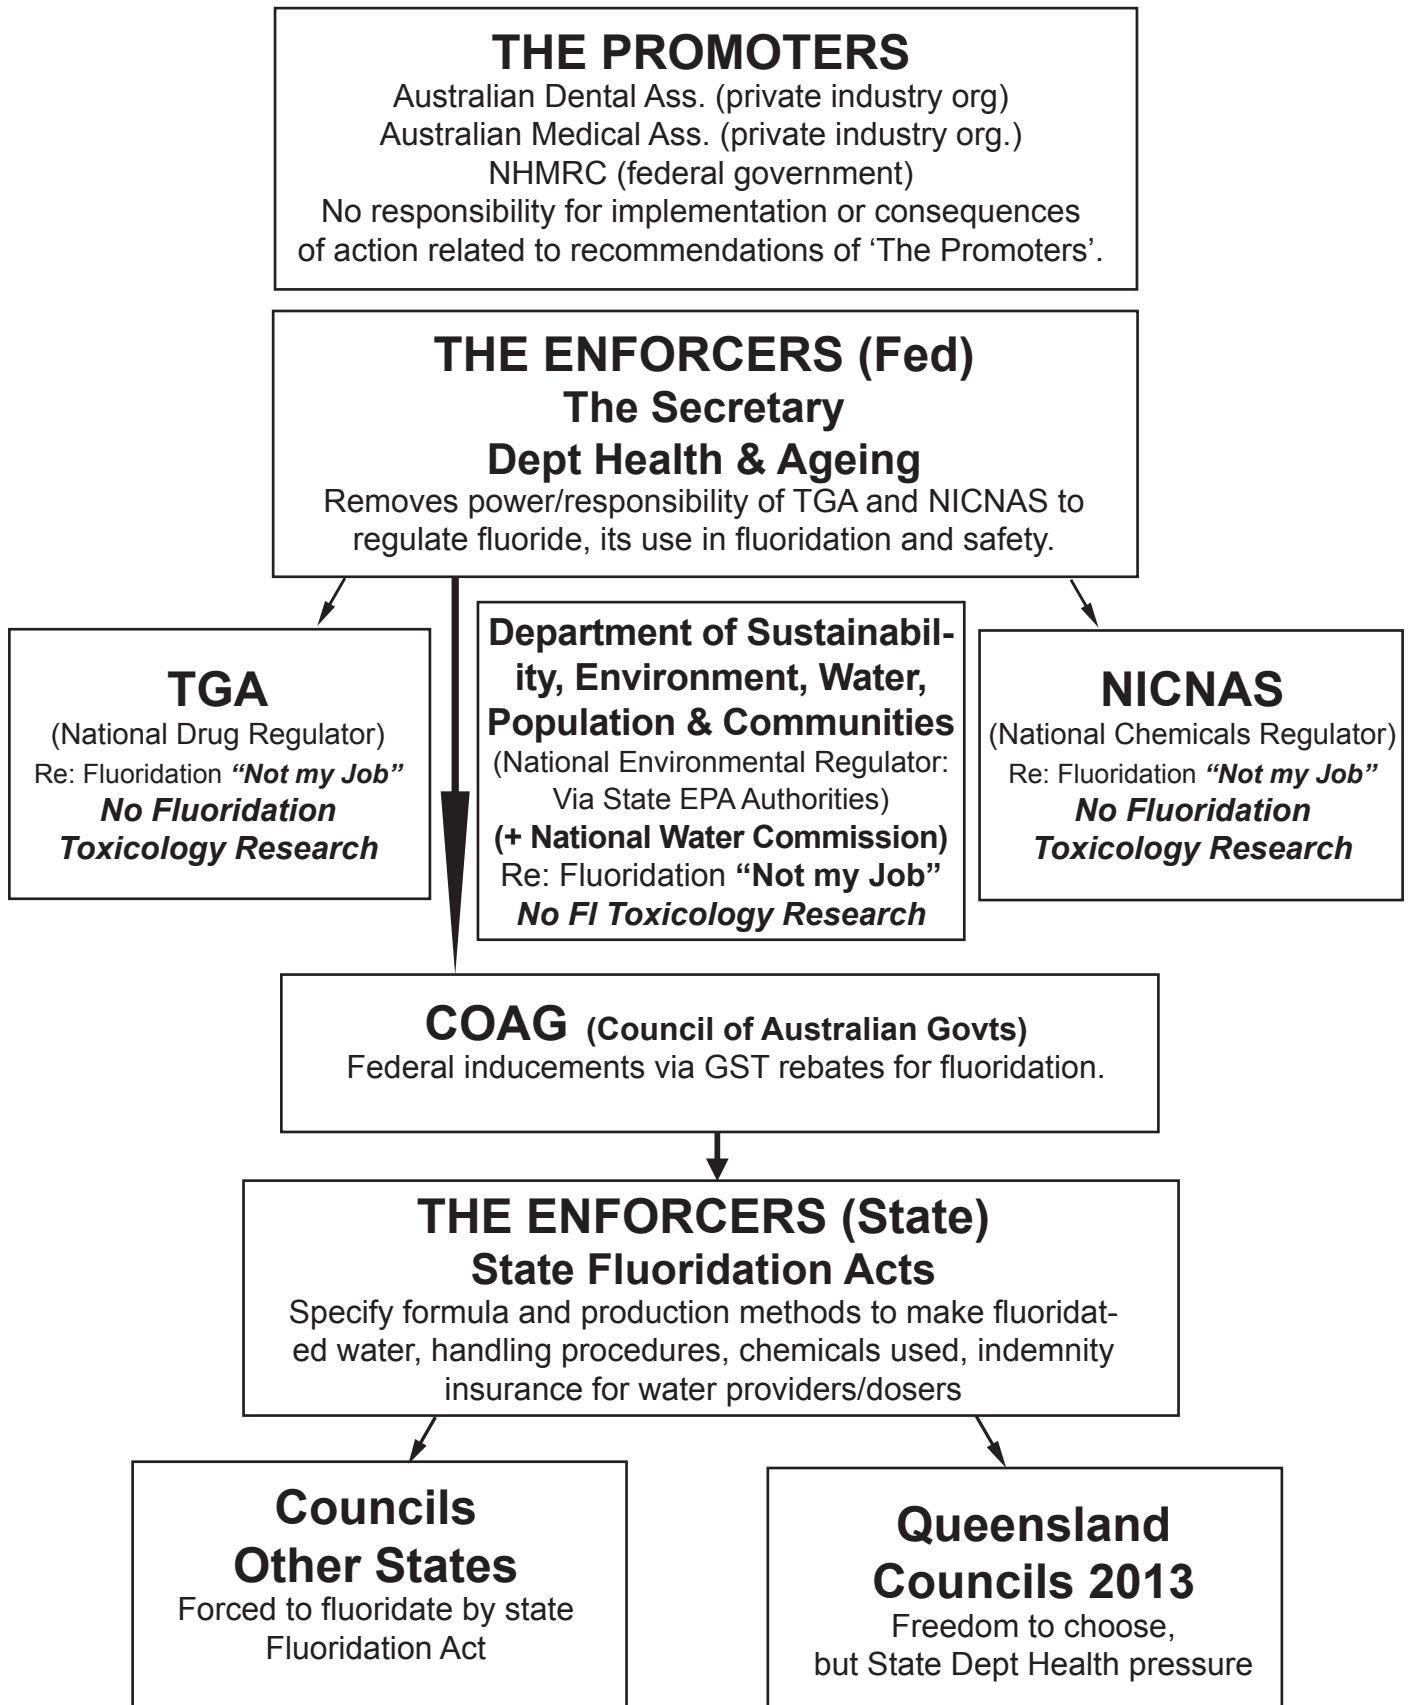 THE PROMOTERS
Australian Dental Ass. (private industry org)
Australian Medical Ass. (private industry org.)
NHMRC (federal government)
No responsibility for implementation or consequences
of action related to recommendations of ‘The Promoters’.
THE ENFORCERS (Fed)
The Secretary
Dept Health & Ageing
Removes power/responsibility of TGA and NICNAS to
regulate fluoride, its use in fluoridation and safety.
TGA
(National Drug Regulator)
Re: Fluoridation “Not my Job”
No Fluoridation
Toxicology Research
Department of Sustainabil-
ity, Environment, Water,
Population & Communities
(National Environmental Regulator:
Via State EPA Authorities)
(+ National Water Commission)
Re: Fluoridation “Not my Job”
No Fl Toxicology Research
NICNAS
(National Chemicals Regulator)
Re: Fluoridation “Not my Job”
No Fluoridation
Toxicology Research
COAG (Council of Australian Govts)
Federal inducements via GST rebates for fluoridation.
THE ENFORCERS (State)
State Fluoridation Acts
Specify formula and production methods to make fluoridat-
ed water, handling procedures, chemicals used, indemnity
insurance for water providers/dosers
Councils
Other States
Forced to fluoridate by state
Fluoridation Act
Queensland
Councils 2013
Freedom to choose,
but State Dept Health pressure